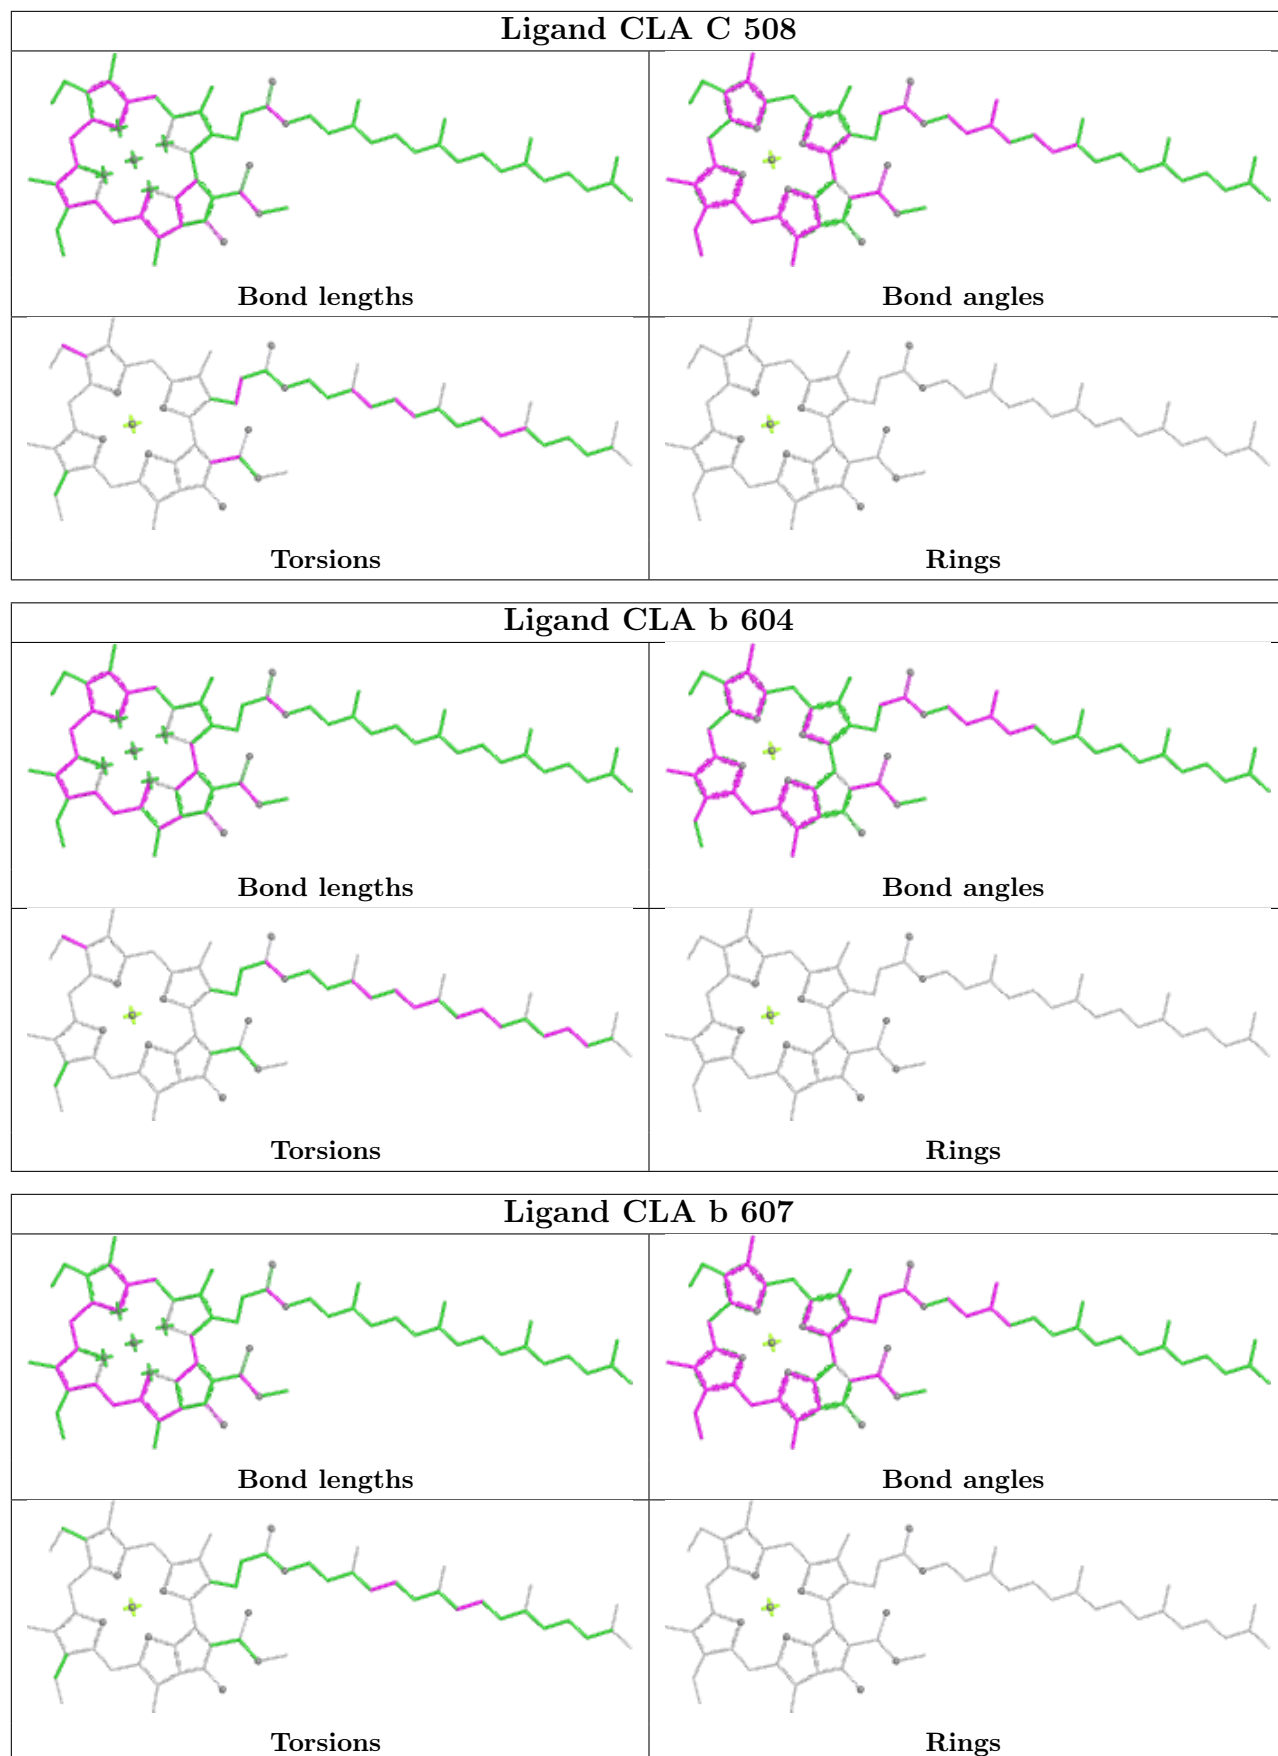 Ligand CLA C 508
Bond lengths
Bond angles
Torsions
Rings
Ligand CLA b 604
Bond lengths
Bond angles
Torsions
Rings
Ligand CLA b 607
Bond lengths
Bond angles
Torsions
Rings